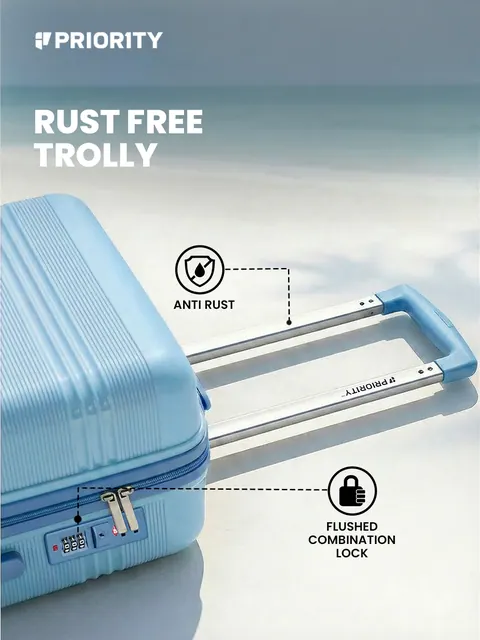 PRIORITY
RUST FREE
TROLLY
ANTI RUST
PRIORITY
FLUSHED
COMBINATION
LOCK